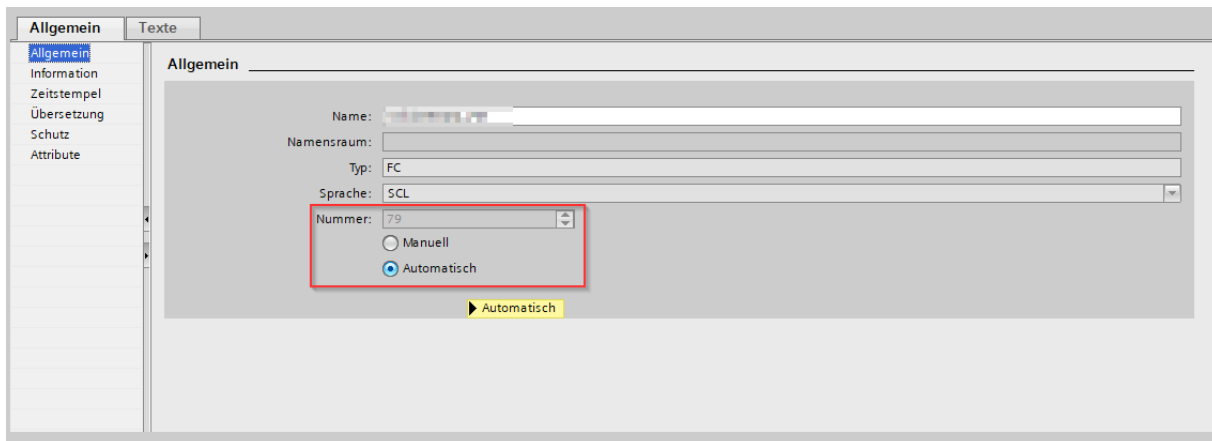 Allgemein Texte
Allgemein
Information
Zeitstempel
Übersetzung
Schutz
Attribute
Allgemein
Name:
Namensraum:
Typ: FC
Sprache: SCL
Nummer: 79
Manuell
Automatisch
Automatisch